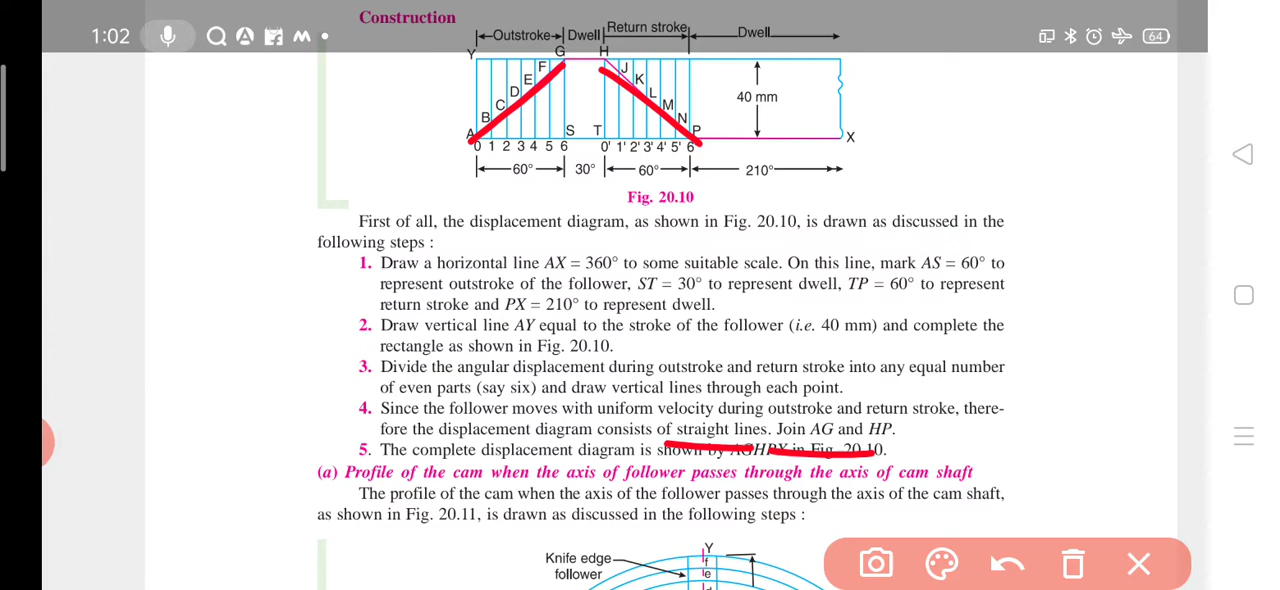 1:02
64
Construction
Outstroke Dwell Return stroke Dwell
Y G H
F J
E K
D L
C M
B N
40 mm
A S T P X
0 1 2 3 4 5 6 0' 1' 2' 3' 4' 5' 6'
60° 30° 60° 210°
Fig. 20.10
First of all, the displacement diagram, as shown in Fig. 20.10, is drawn as discussed in the
following steps :
1. Draw a horizontal line AX = 360° to some suitable scale. On this line, mark AS = 60° to
represent outstroke of the follower, ST = 30° to represent dwell, TP = 60° to represent
return stroke and PX = 210° to represent dwell.
2. Draw vertical line AY equal to the stroke of the follower (i.e. 40 mm) and complete the
rectangle as shown in Fig. 20.10.
3. Divide the angular displacement during outstroke and return stroke into any equal number
of even parts (say six) and draw vertical lines through each point.
4. Since the follower moves with uniform velocity during outstroke and return stroke, there-
fore the displacement diagram consists of straight lines. Join AG and HP.
5. The complete displacement diagram is shown by AGHPX in Fig. 20.10.
(a) Profile of the cam when the axis of follower passes through the axis of cam shaft
The profile of the cam when the axis of the follower passes through the axis of the cam shaft,
as shown in Fig. 20.11, is drawn as discussed in the following steps :
Y
Knife edge f
follower e